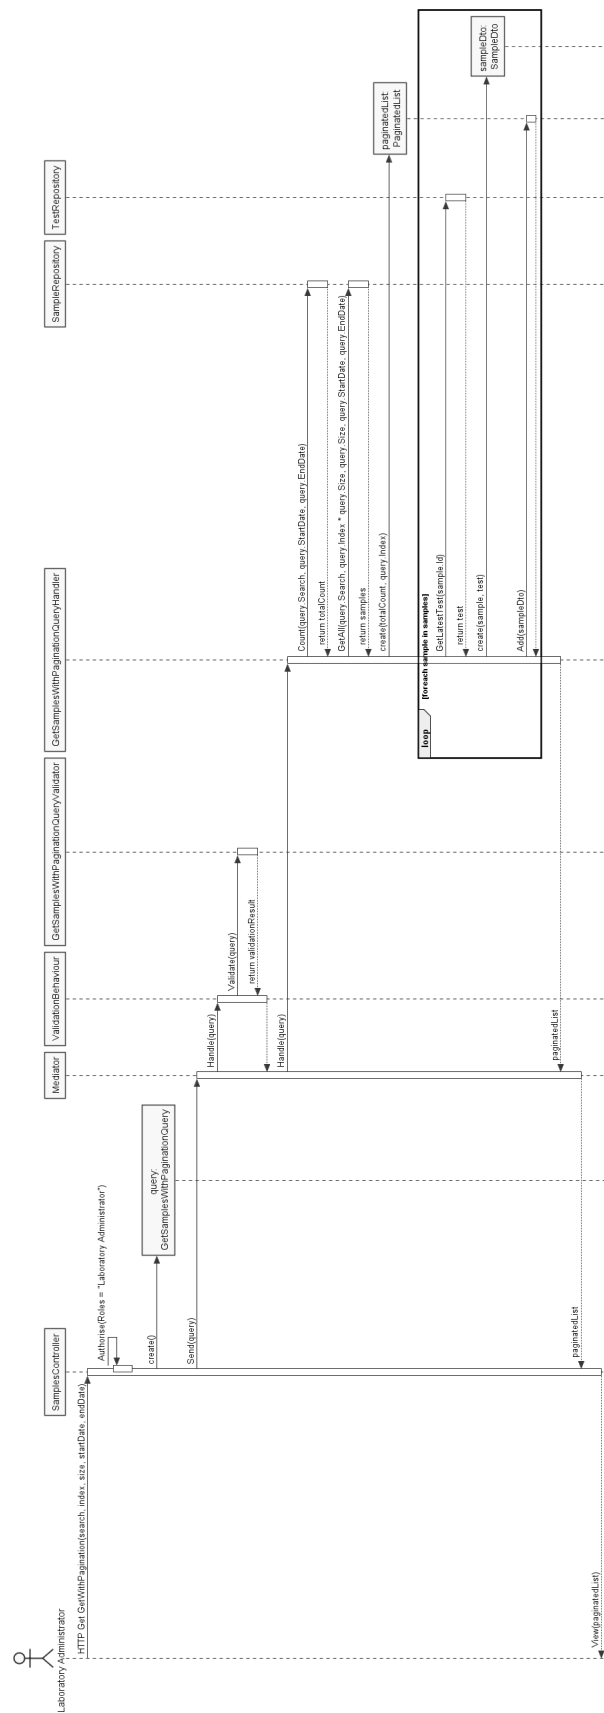 Laboratory Administrator
SamplesController
Mediator
ValidationBehaviour
GetSamplesWithPaginationQueryValidator
GetSamplesWithPaginationQueryHandler
SampleRepository
TestRepository
HTTP Get GetWithPagination(search, index, size, startDate, endDate)
Authorise(Roles = "Laboratory Administrator")
create()
query:
GetSamplesWithPaginationQuery
Send(query)
Handle(query)
Validate(query)
return validationResult
Handle(query)
Count(query.Search, query.StartDate, query.EndDate)
return totalCount
GetAll(query.Search, query.Index * query.Size, query.Size, query.StartDate, query.EndDate)
return samples
create(totalCount, query.Index)
paginatedList:
PaginatedList
loop
[foreach sample in samples]
GetLatestTest(sample.Id)
return test
create(sample, test)
sampleDto:
SampleDto
Add(sampleDto)
paginatedList
paginatedList
View(paginatedList)